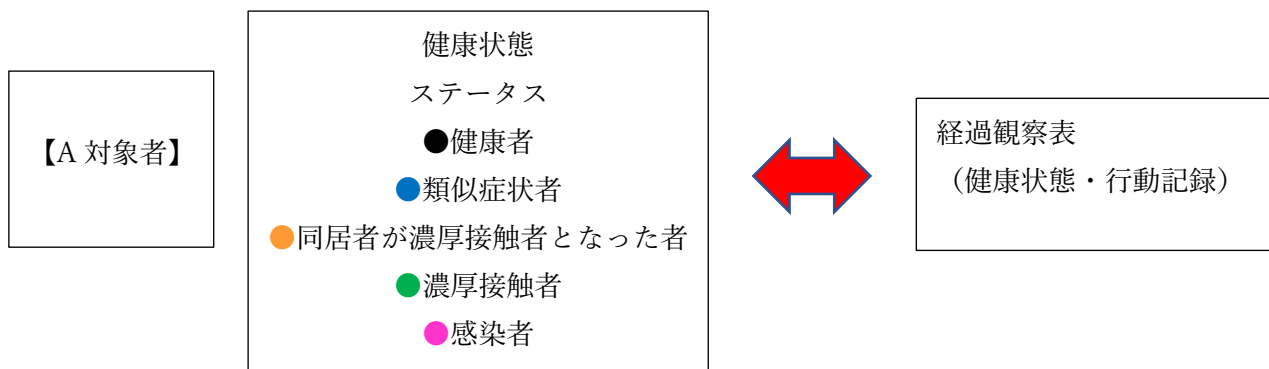 【A 対象者】
健康状態
ステータス
●健康者
●類似症状者
●同居者が濃厚接触者となった者
●濃厚接触者
●感染者
経過観察表
（健康状態・行動記録）